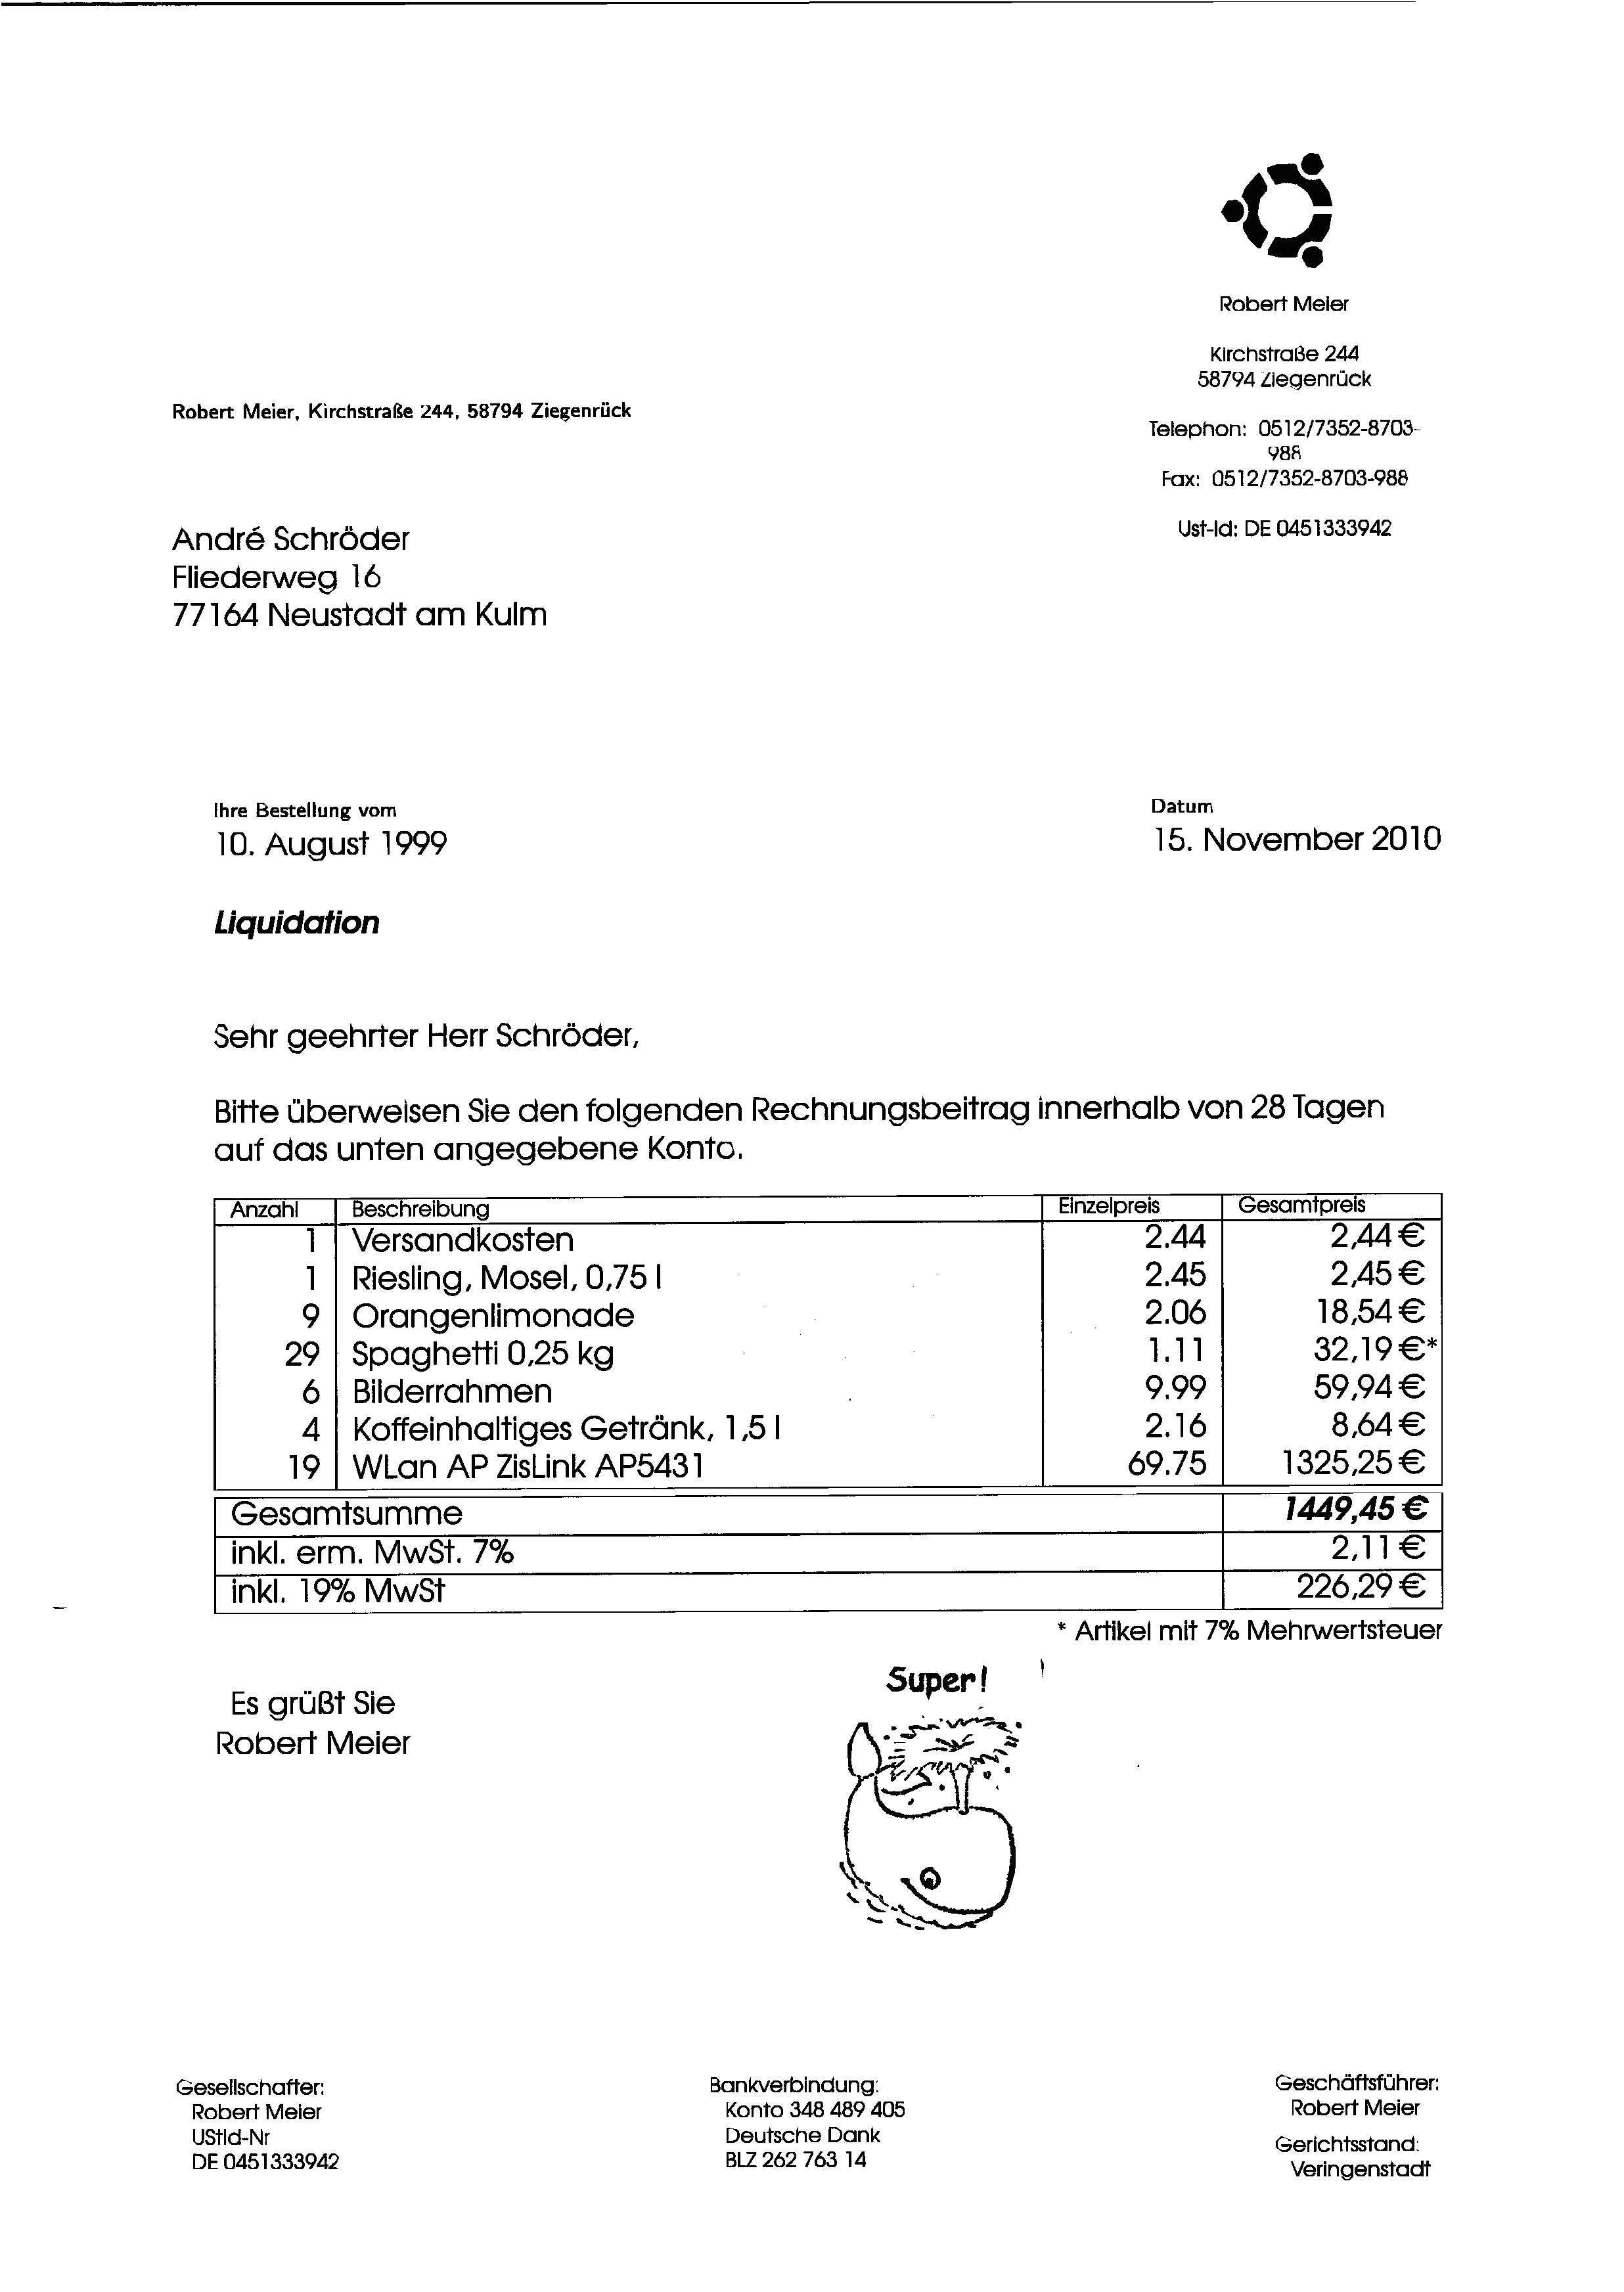 Robert Meier
Kirchstraße 244
58794 Ziegenrück
Robert Meier, Kirchstraße 244, 58794 Ziegenrück
Telephon: 0512/7352-8703-
988
Fax: 0512/7352-8703-988
Ust-Id: DE 0451333942
André Schröder
Fliederweg 16
77164 Neustadt am Kulm
Ihre Bestellung vom
10. August 1999
Datum
15. November 2010
Liquidation
Sehr geehrter Herr Schröder,
Bitte überweisen Sie den folgenden Rechnungsbeitrag innerhalb von 28 Tagen
auf das unten angegebene Konto.
Anzahl Beschreibung Einzelpreis Gesamtpreis
1 Versandkosten 2.44 2,44 €
1 Riesling, Mosel, 0,75 l 2.45 2,45 €
9 Orangenlimonade 2.06 18,54 €
29 Spaghetti 0,25 kg 1.11 32,19 €*
6 Bilderrahmen 9.99 59,94 €
4 Koffeinhaltiges Getränk, 1,5 l 2.16 8,64 €
19 WLan AP ZisLink AP5431 69.75 1325,25 €
Gesamtsumme 1449,45 €
inkl. erm. MwSt. 7% 2,11 €
inkl. 19% MwSt 226,29 €
* Artikel mit 7% Mehrwertsteuer
Super!
Es grüßt Sie
Robert Meier
Gesellschafter:
Robert Meier
UStId-Nr
DE 0451333942
Bankverbindung:
Konto 348 489 405
Deutsche Dank
BLZ 262 763 14
Geschäftsführer:
Robert Meier
Gerichtsstand:
Veringenstadt